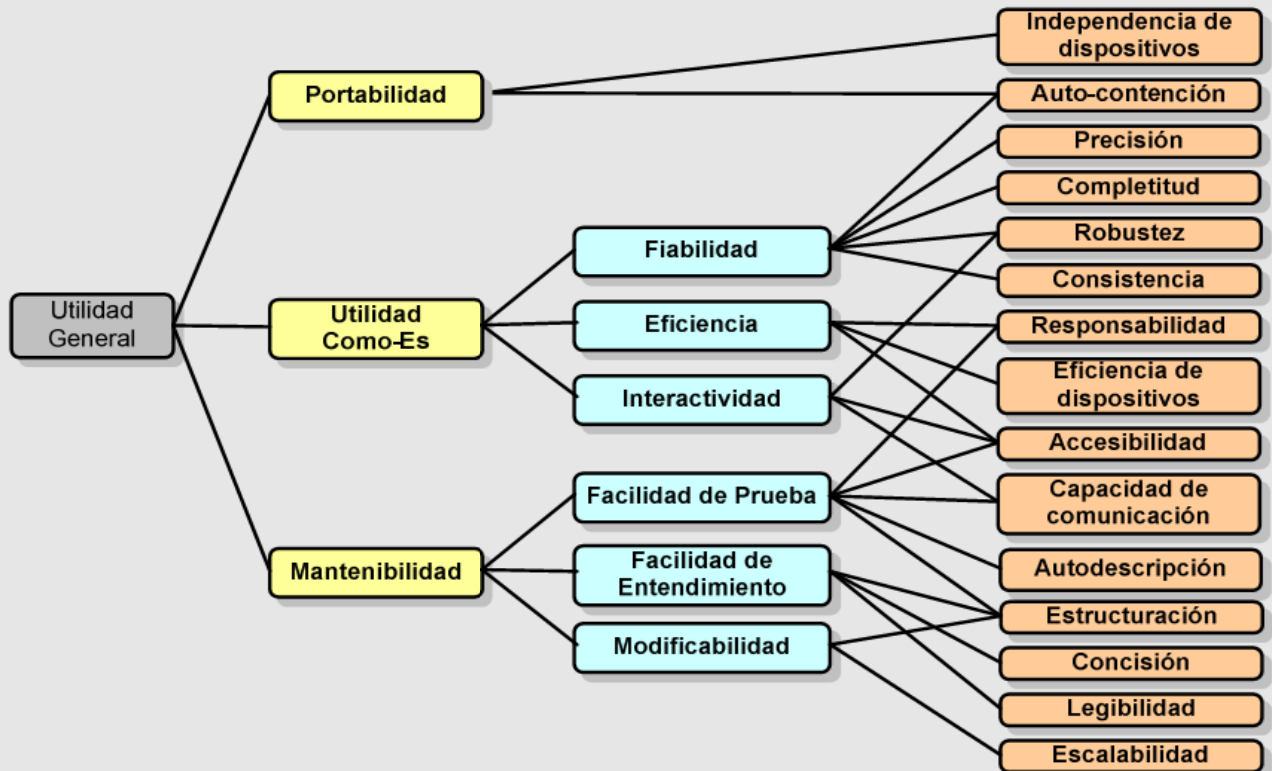 Utilidad
General
Portabilidad
Utilidad
Como-Es
Mantenibilidad
Fiabilidad
Eficiencia
Interactividad
Facilidad de Prueba
Facilidad de
Entendimiento
Modificabilidad
Independencia de
dispositivos
Auto-contención
Precisión
Completitud
Robustez
Consistencia
Responsabilidad
Eficiencia de
dispositivos
Accesibilidad
Capacidad de
comunicación
Autodescripción
Estructuración
Concisión
Legibilidad
Escalabilidad